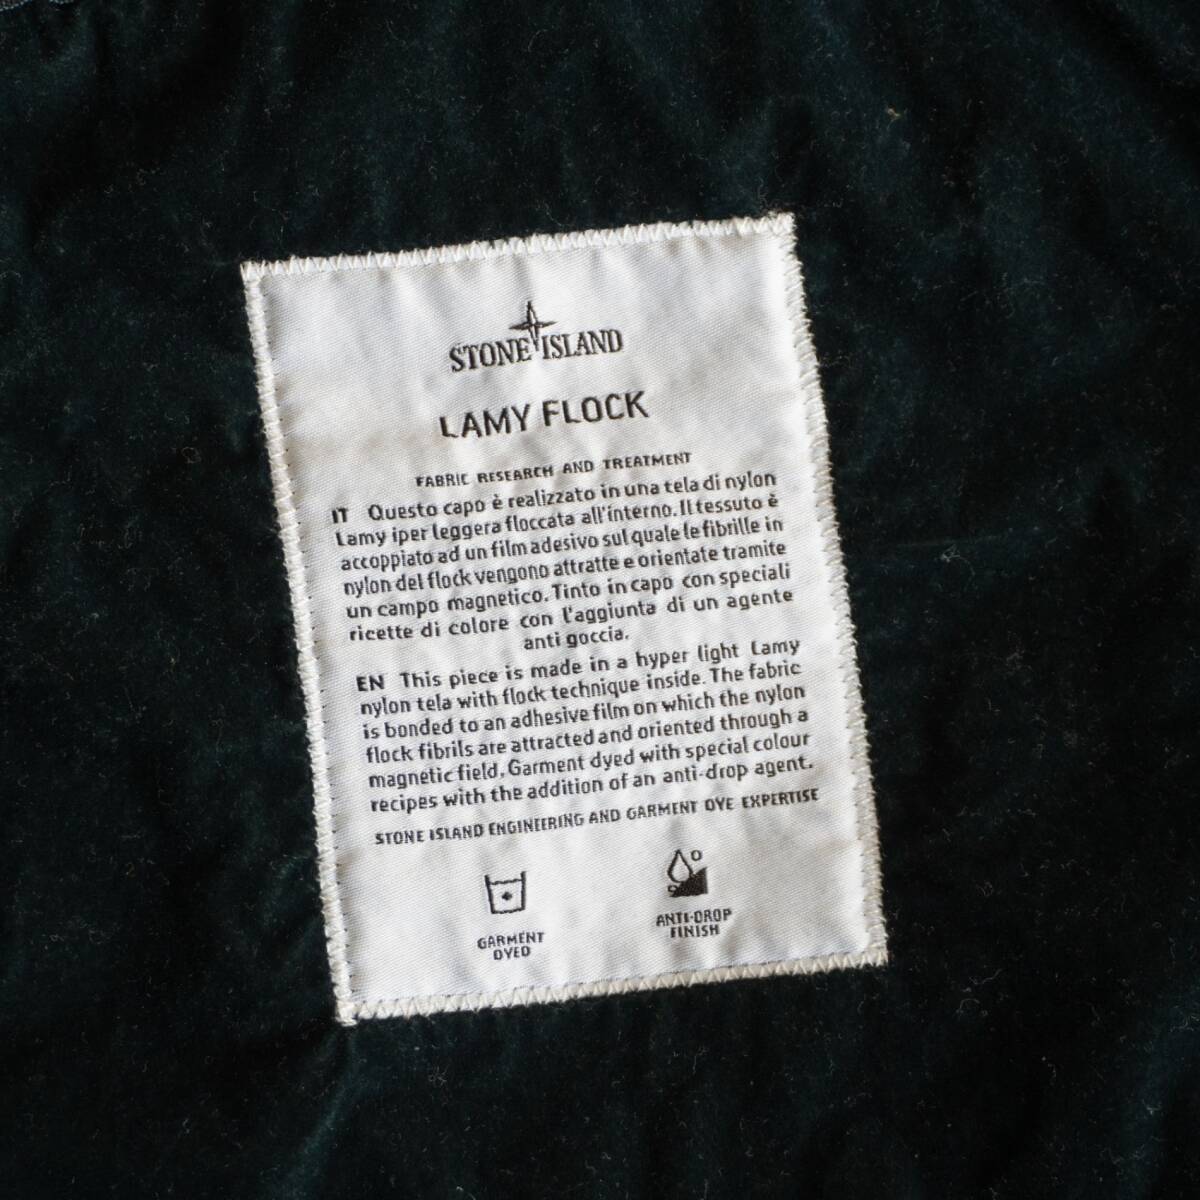 STONE ISLAND
LAMY FLOCK
FABRIC RESEARCH AND TREATMENT
IT Questo capo è realizzato in una tela di nylon
Lamy iper leggera floccata all'interno. Il tessuto è
accoppiato ad un film adesivo sul quale le fibrille in
nylon del flock vengono attratte e orientate tramite
un campo magnetico. Tinto in capo con speciali
ricette di colore con l'aggiunta di un agente
anti goccia.
EN This piece is made in a hyper light Lamy
nylon tela with flock technique inside. The fabric
is bonded to an adhesive film on which the nylon
flock fibrils are attracted and oriented through a
magnetic field. Garment dyed with special colour
recipes with the addition of an anti-drop agent.
STONE ISLAND ENGINEERING AND GARMENT DYE EXPERTISE
GARMENT
DYED
ANTI-DROP
FINISH